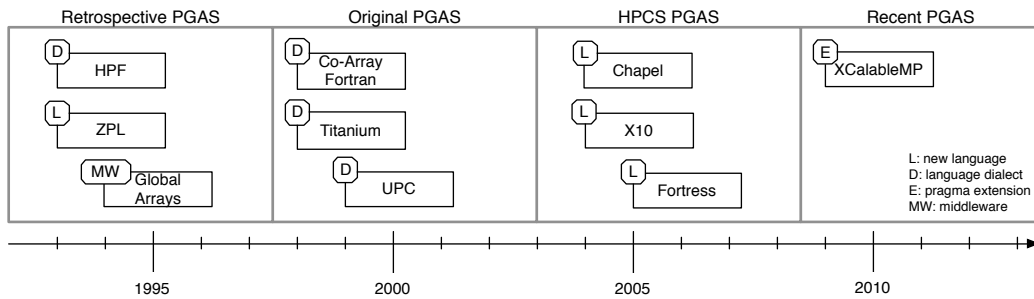 Retrospective PGAS
Original PGAS
HPCS PGAS
Recent PGAS
D
HPF
L
ZPL
MW
Global
Arrays
D
Co-Array
Fortran
D
Titanium
D
UPC
L
Chapel
L
X10
L
Fortress
E
XCalableMP
L: new language
D: language dialect
E: pragma extension
MW: middleware
1995
2000
2005
2010